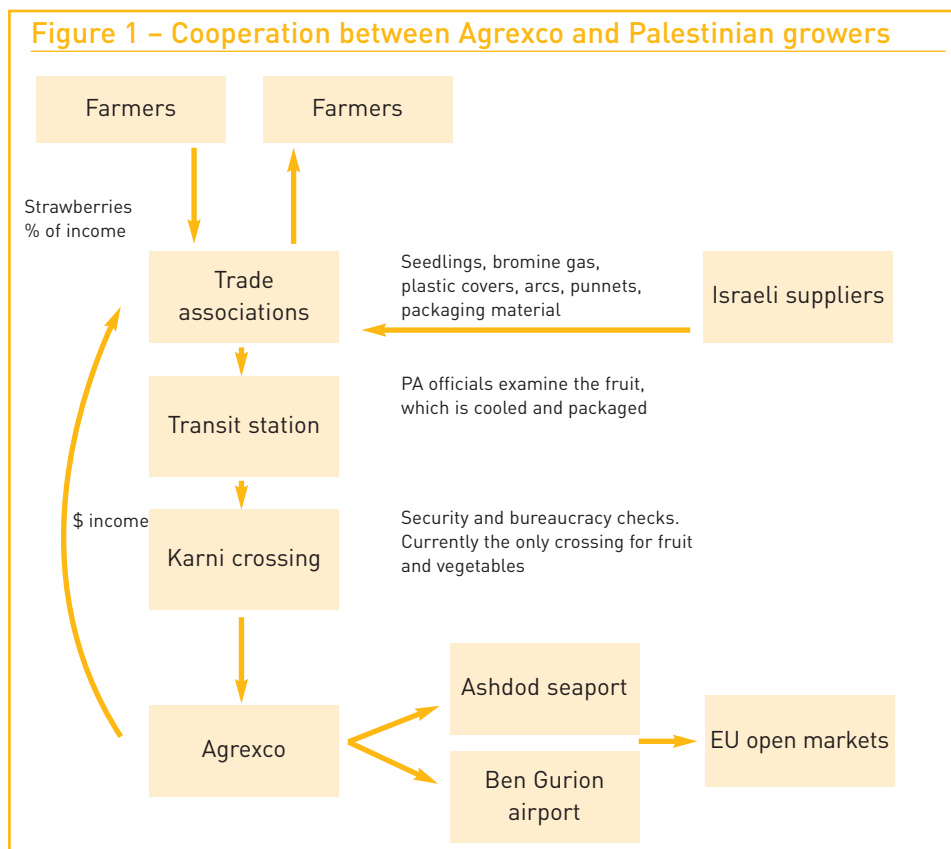 Figure 1 – Cooperation between Agrexco and Palestinian growers
Farmers
Farmers
Strawberries
% of income
Trade
associations
Seedlings, bromine gas,
plastic covers, arcs, punnets,
packaging material
Israeli suppliers
Transit station
PA officials examine the fruit,
which is cooled and packaged
$ income
Karni crossing
Security and bureaucracy checks.
Currently the only crossing for fruit
and vegetables
Agrexco
Ashdod seaport
Ben Gurion
airport
EU open markets